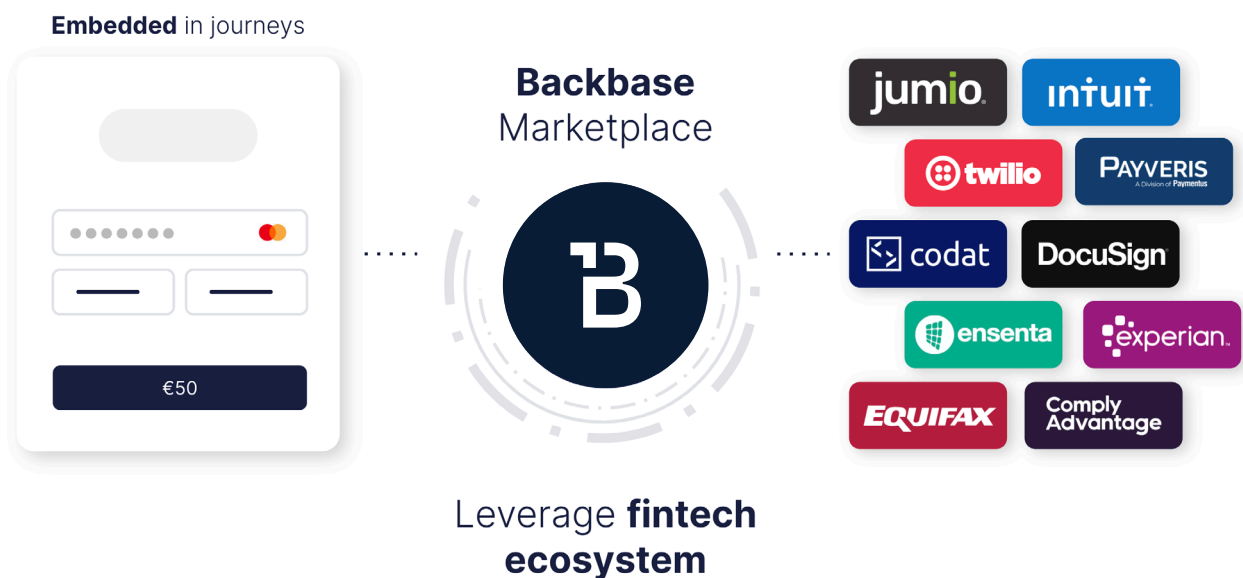 Embedded in journeys
€50
Backbase
Marketplace
B
Leverage fintech
ecosystem
jumio.
intuit.
twilio
PAYVERIS
A Division of Paymentus
codat
DocuSign
ensenta
experian.
EQUIFAX
Comply
Advantage